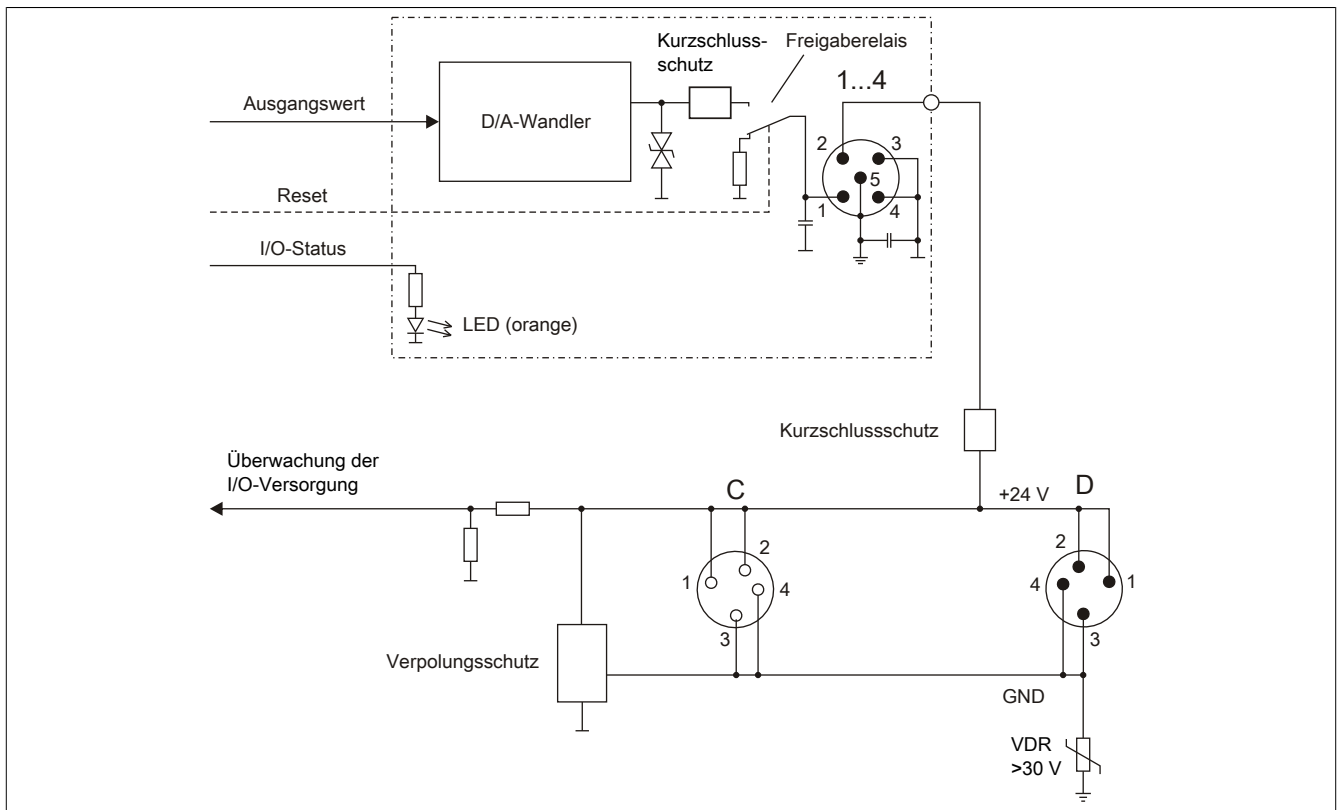 Kurzschluss-
schutz
Freigaberelais
1...4
Ausgangswert
D/A-Wandler
2
3
5
1
4
Reset
I/O-Status
LED (orange)
Kurzschlussschutz
Überwachung der
I/O-Versorgung
C
+24 V
D
2
1
4
3
2
4
1
3
Verpolungsschutz
GND
VDR
>30 V